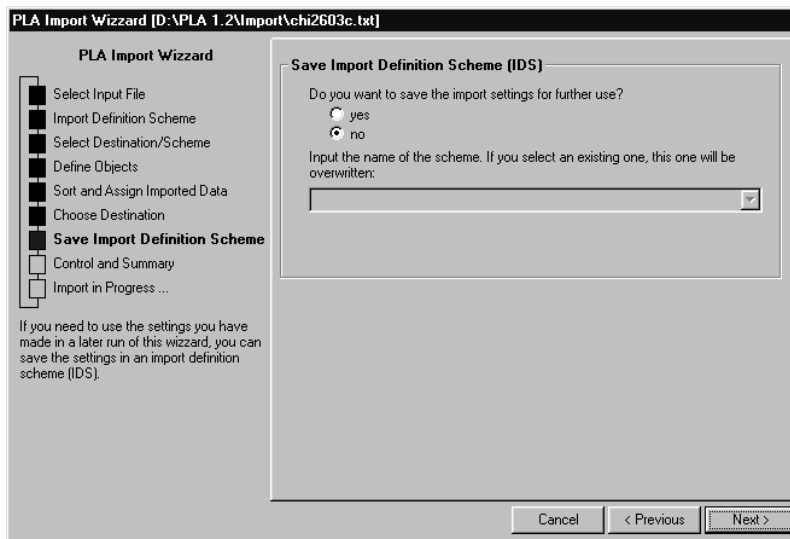 PLA Import Wizzard [D:\PLA 1.2\Import\chi2603c.txt]
PLA Import Wizzard
Select Input File
Import Definition Scheme
Select Destination/Scheme
Define Objects
Sort and Assign Imported Data
Choose Destination
Save Import Definition Scheme
Control and Summary
Import in Progress ...
If you need to use the settings you have
made in a later run of this wizzard, you can
save the settings in an import definition
scheme (IDS).
Save Import Definition Scheme (IDS)
Do you want to save the import settings for further use?
yes
no
Input the name of the scheme. If you select an existing one, this one will be
overwritten:
Cancel
< Previous
Next >